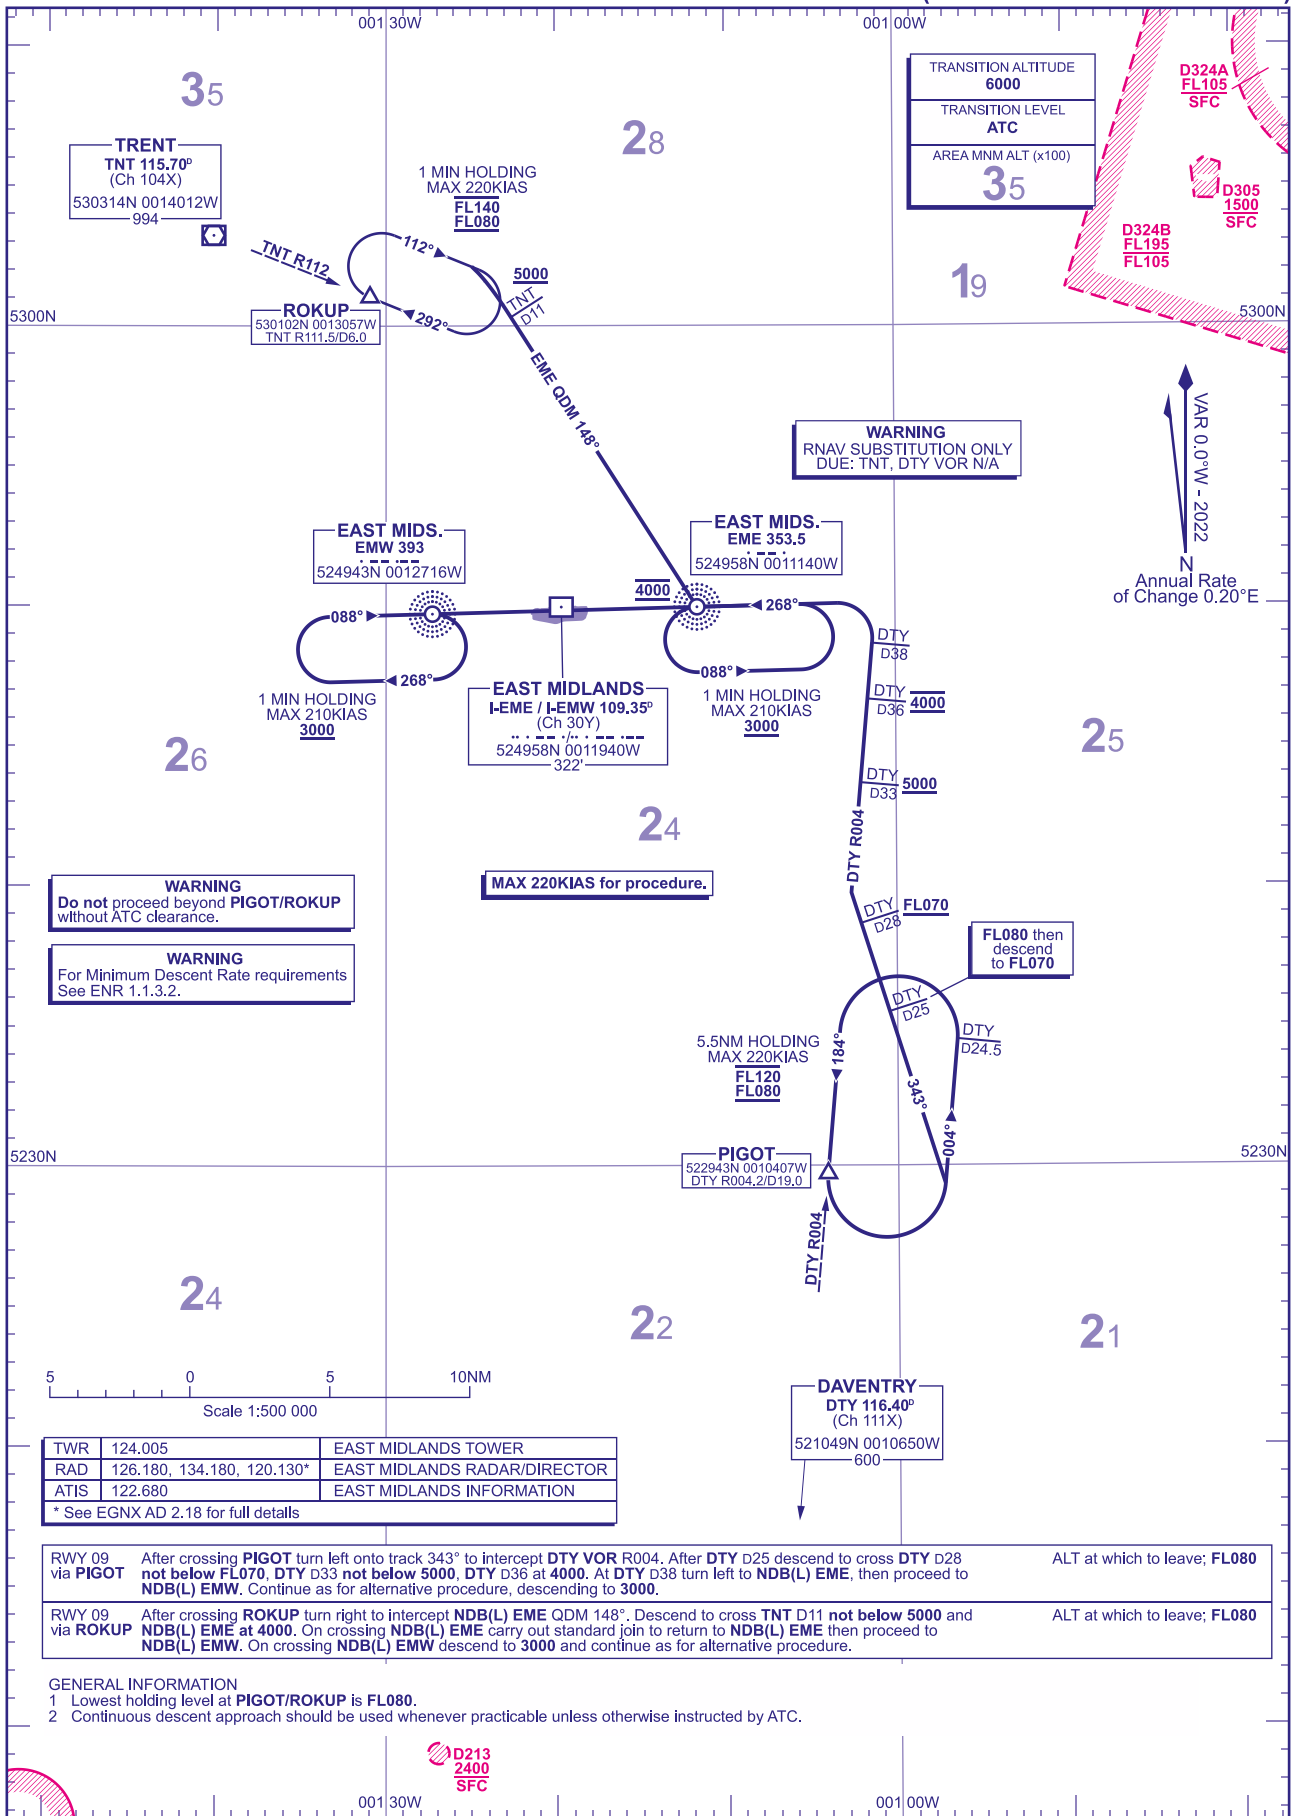 001 30W
001 00W
35
28
TRANSITION ALTITUDE
6000
TRANSITION LEVEL
ATC
AREA MNM ALT (x100)
35
D324A
FL105
SFC
D305
1500
SFC
D324B
FL195
FL105
TRENT
TNT 115.70ᴰ
(Ch 104X)
530314N 0014012W
994
1 MIN HOLDING
MAX 220KIAS
FL140
FL080
112°
TNT R112
5000
TNT
D11
ROKUP
530102N 0013057W
TNT R111.5/D6.0
292°
19
5300N
5300N
EME QDM 148°
VAR 0.0°W - 2022
N
Annual Rate
of Change 0.20°E
WARNING
RNAV SUBSTITUTION ONLY
DUE: TNT, DTY VOR N/A
EAST MIDS.
EMW 393
524943N 0012716W
EAST MIDS.
EME 353.5
524958N 0011140W
4000
088°
268°
268°
088°
1 MIN HOLDING
MAX 210KIAS
3000
EAST MIDLANDS
I-EME / I-EMW 109.35ᴰ
(Ch 30Y)
524958N 0011940W
322'
1 MIN HOLDING
MAX 210KIAS
3000
DTY
D38
DTY
D36
4000
DTY
D33
5000
26
25
24
DTY R004
WARNING
Do not proceed beyond PIGOT/ROKUP
without ATC clearance.
MAX 220KIAS for procedure.
DTY
D28
FL070
FL080 then
descend
to FL070
WARNING
For Minimum Descent Rate requirements
See ENR 1.1.3.2.
DTY
D25
DTY
D24.5
5.5NM HOLDING
MAX 220KIAS
FL120
FL080
184°
343°
004°
5230N
5230N
PIGOT
522943N 0010407W
DTY R004.2/D19.0
DTY R004
24
22
21
5 0 5 10NM
Scale 1:500 000
DAVENTRY
DTY 116.40ᴰ
(Ch 111X)
521049N 0010650W
600
TWR 124.005 EAST MIDLANDS TOWER
RAD 126.180, 134.180, 120.130* EAST MIDLANDS RADAR/DIRECTOR
ATIS 122.680 EAST MIDLANDS INFORMATION
* See EGNX AD 2.18 for full details
RWY 09 After crossing PIGOT turn left onto track 343° to intercept DTY VOR R004. After DTY D25 descend to cross DTY D28 ALT at which to leave; FL080
via PIGOT not below FL070, DTY D33 not below 5000, DTY D36 at 4000. At DTY D38 turn left to NDB(L) EME, then proceed to
NDB(L) EMW. Continue as for alternative procedure, descending to 3000.
RWY 09 After crossing ROKUP turn right to intercept NDB(L) EME QDM 148°. Descend to cross TNT D11 not below 5000 and ALT at which to leave; FL080
via ROKUP NDB(L) EME at 4000. On crossing NDB(L) EME carry out standard join to return to NDB(L) EME then proceed to
NDB(L) EMW. On crossing NDB(L) EMW descend to 3000 and continue as for alternative procedure.
GENERAL INFORMATION
1 Lowest holding level at PIGOT/ROKUP is FL080.
2 Continuous descent approach should be used whenever practicable unless otherwise instructed by ATC.
D213
2400
SFC
001 30W
001 00W